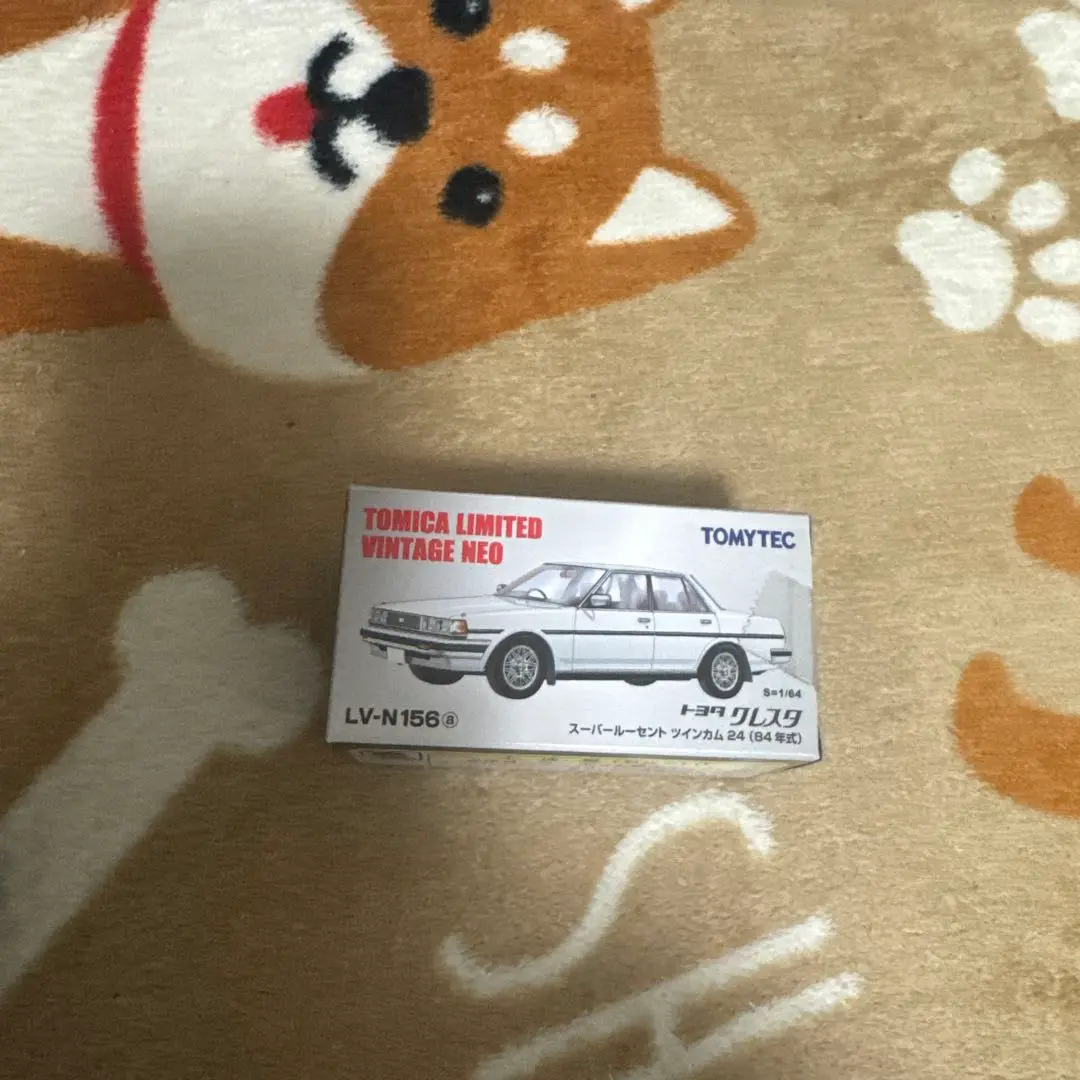 TOMICA LIMITED
VINTAGE NEO
TOMYTEC
S=1/64
LV-N156ⓐ
トヨタ クレスタ
スーパールーセント ツインカム 24 (84年式)